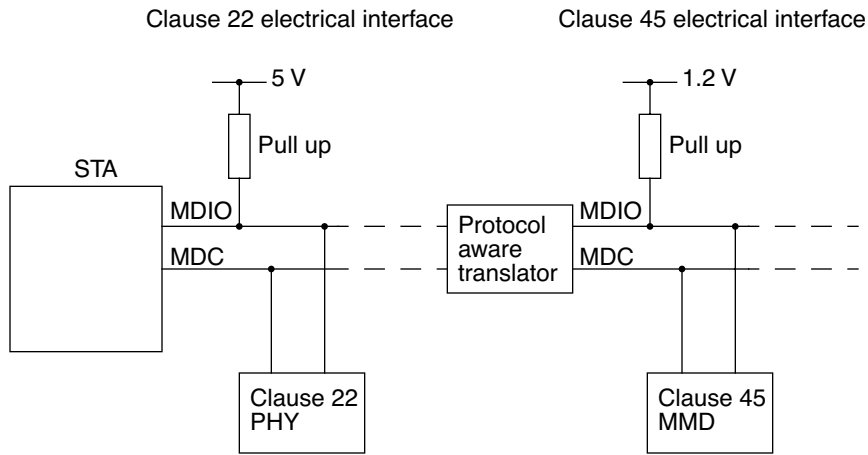 Clause 22 electrical interface
Clause 45 electrical interface
5 V
1.2 V
Pull up
Pull up
STA
MDIO
MDC
Protocol
aware
translator
MDIO
MDC
Clause 22
PHY
Clause 45
MMD